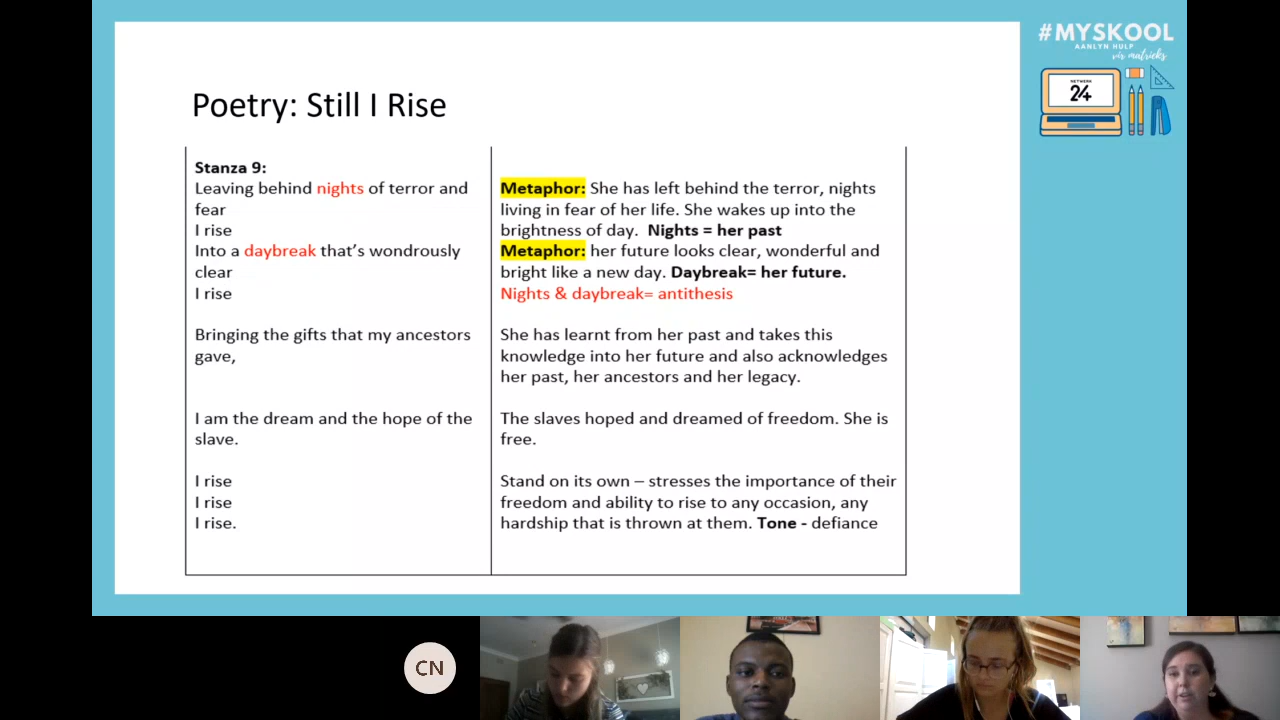 #MYSKOOL
AANLYN HULP
vir matrieks
NETWERK
24
Poetry: Still I Rise
Stanza 9:
Leaving behind nights of terror and
fear
I rise
Into a daybreak that's wondrously
clear
I rise
Bringing the gifts that my ancestors
gave,
I am the dream and the hope of the
slave.
I rise
I rise
I rise.
Metaphor: She has left behind the terror, nights
living in fear of her life. She wakes up into the
brightness of day. Nights = her past
Metaphor: her future looks clear, wonderful and
bright like a new day. Daybreak= her future.
Nights & daybreak= antithesis
She has learnt from her past and takes this
knowledge into her future and also acknowledges
her past, her ancestors and her legacy.
The slaves hoped and dreamed of freedom. She is
free.
Stand on its own – stresses the importance of their
freedom and ability to rise to any occasion, any
hardship that is thrown at them. Tone - defiance
CN